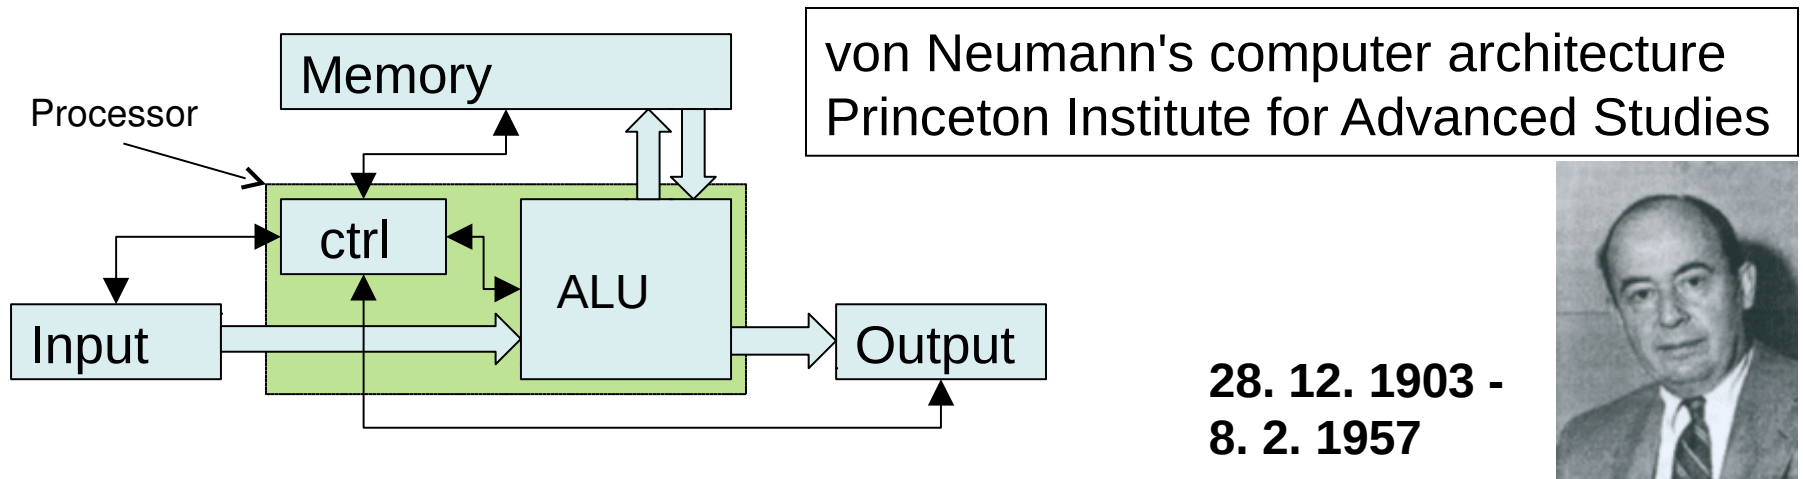 von Neumann's computer architecture
Princeton Institute for Advanced Studies
Memory
Processor
ctrl
ALU
Input
Output
28. 12. 1903 -
8. 2. 1957